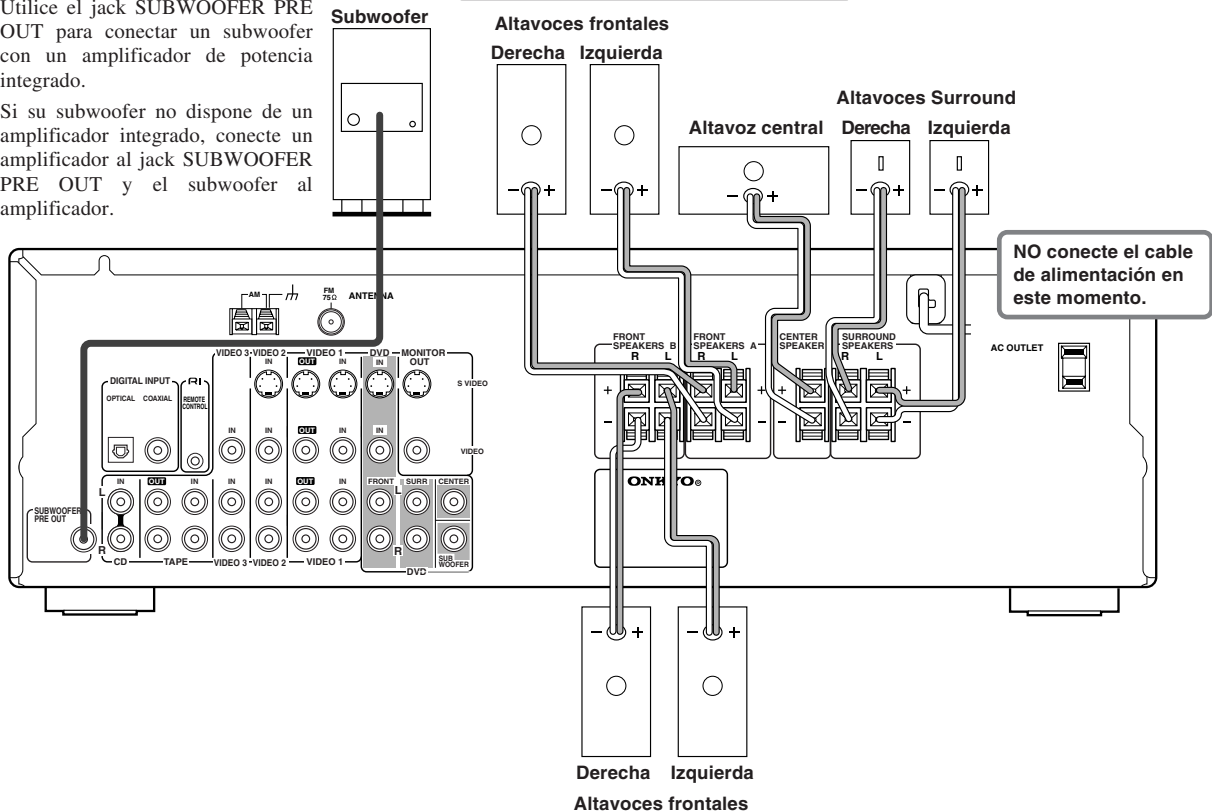 Utilice el jack SUBWOOFER PRE
OUT para conectar un subwoofer
con un amplificador de potencia
integrado.
Si su subwoofer no dispone de un
amplificador integrado, conecte un
amplificador al jack SUBWOOFER
PRE OUT y el subwoofer al
amplificador.
Subwoofer
Altavoces frontales
Derecha Izquierda
Altavoz central
Altavoces Surround
Derecha Izquierda
- + - + - + - + - +
NO conecte el cable
de alimentación en
este momento.
AM
FM
75Ω
ANTENNA
VIDEO 3 VIDEO 2 VIDEO 1 DVD MONITOR
IN OUT IN IN OUT
S VIDEO
DIGITAL INPUT
OPTICAL COAXIAL
RI
REMOTE
CONTROL
IN IN OUT IN IN
VIDEO
IN OUT IN IN IN OUT IN FRONT SURR CENTER
L L
SUBWOOFER
PRE OUT
R R
SUB
WOOFER
CD TAPE VIDEO 3 VIDEO 2 VIDEO 1
DVD
FRONT
SPEAKERS B
R L
FRONT
SPEAKERS A
R L
CENTER
SPEAKER
SURROUND
SPEAKERS
R L
+ + + +
- - - -
AC OUTLET
ONKYO®
- + - +
Derecha Izquierda
Altavoces frontales